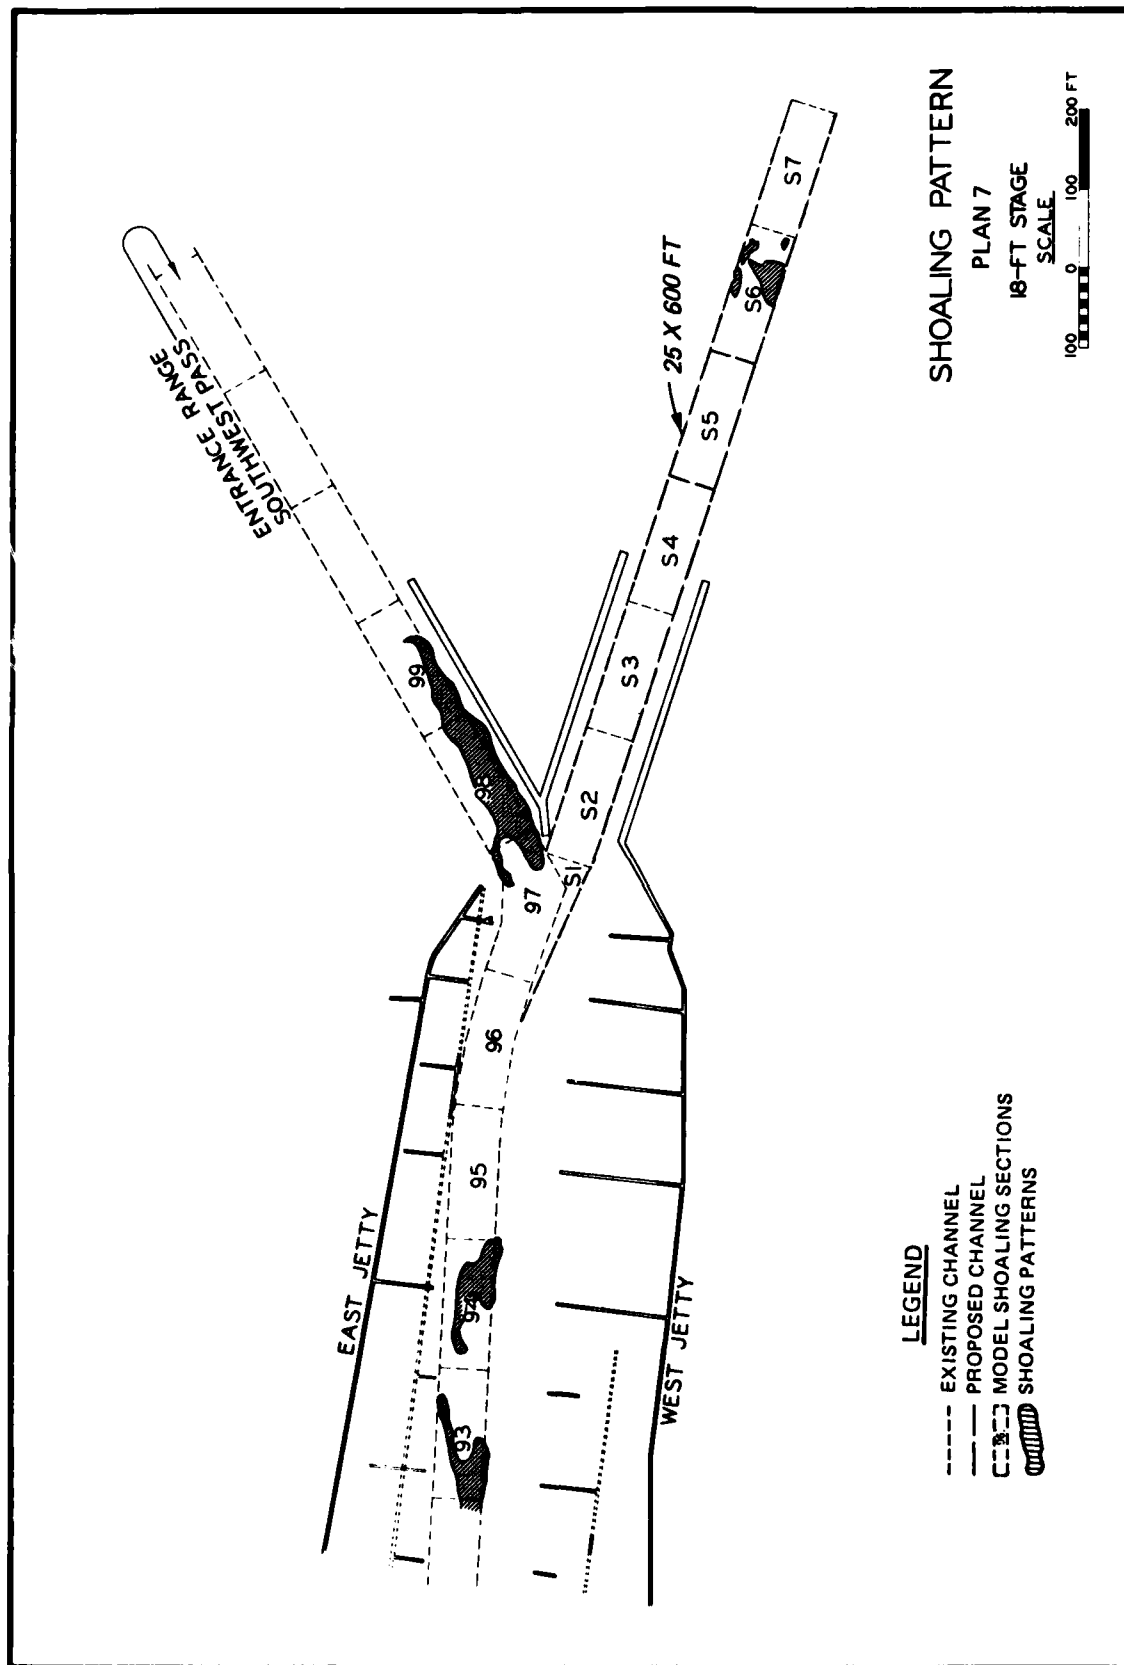 SHOALING PATTERN
PLAN 7
18-FT STAGE
SCALE
100 0 100 200 FT
ENTRANCE RANGE
SOUTHWEST PASS
25 X 600 FT
EAST JETTY
WEST JETTY
93
94
95
96
97
98
99
S1
S2
S3
S4
S5
S6
S7
LEGEND
EXISTING CHANNEL
PROPOSED CHANNEL
MODEL SHOALING SECTIONS
SHOALING PATTERNS